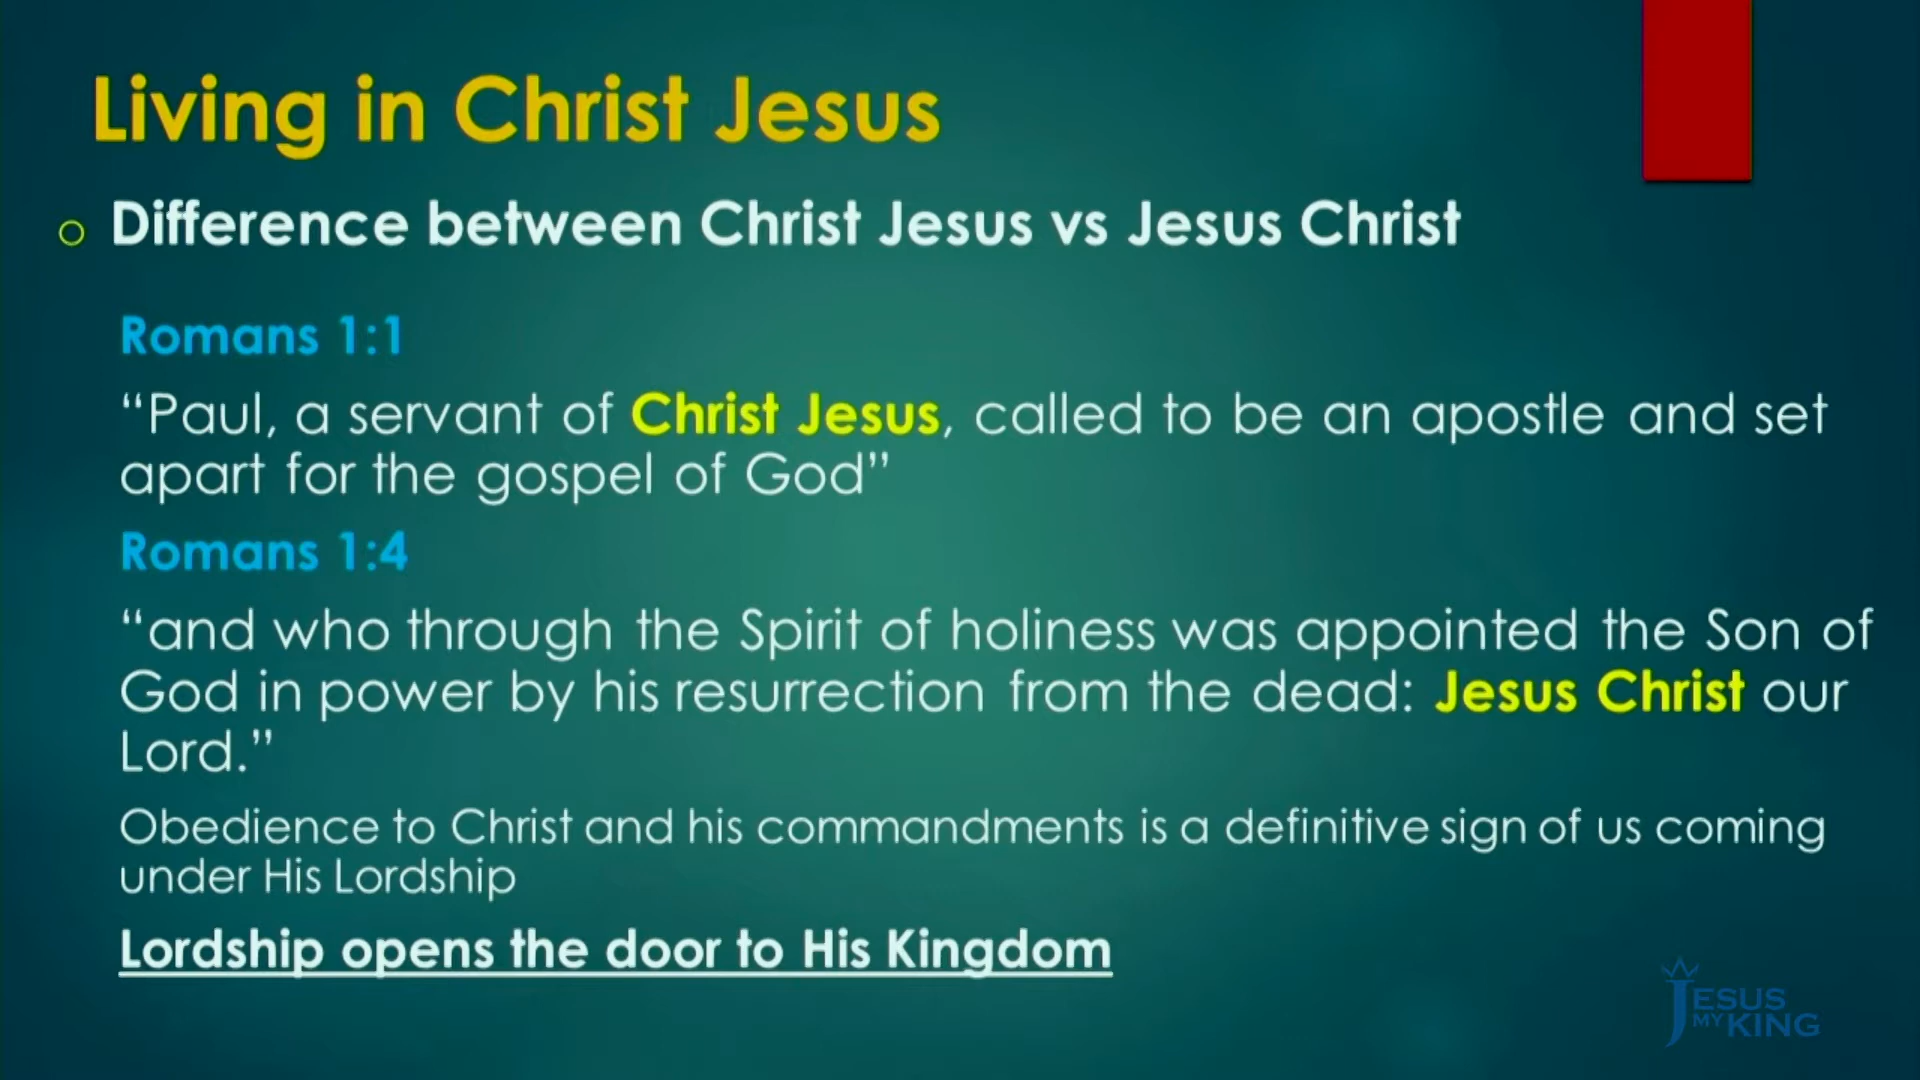 Living in Christ Jesus
o Difference between Christ Jesus vs Jesus Christ
Romans 1:1
“Paul, a servant of Christ Jesus, called to be an apostle and set
apart for the gospel of God”
Romans 1:4
“and who through the Spirit of holiness was appointed the Son of
God in power by his resurrection from the dead: Jesus Christ our
Lord.”
Obedience to Christ and his commandments is a definitive sign of us coming
under His Lordship
Lordship opens the door to His Kingdom
JESUS
MY KING